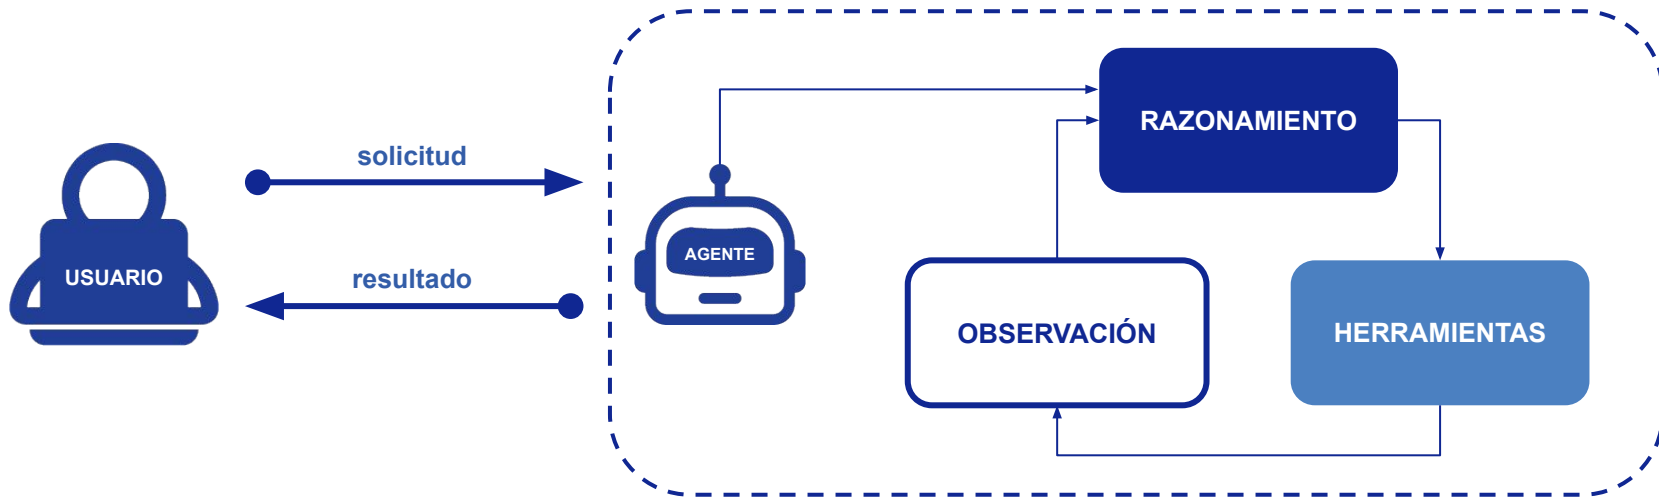 solicitud
resultado
USUARIO
AGENTE
RAZONAMIENTO
OBSERVACIÓN
HERRAMIENTAS